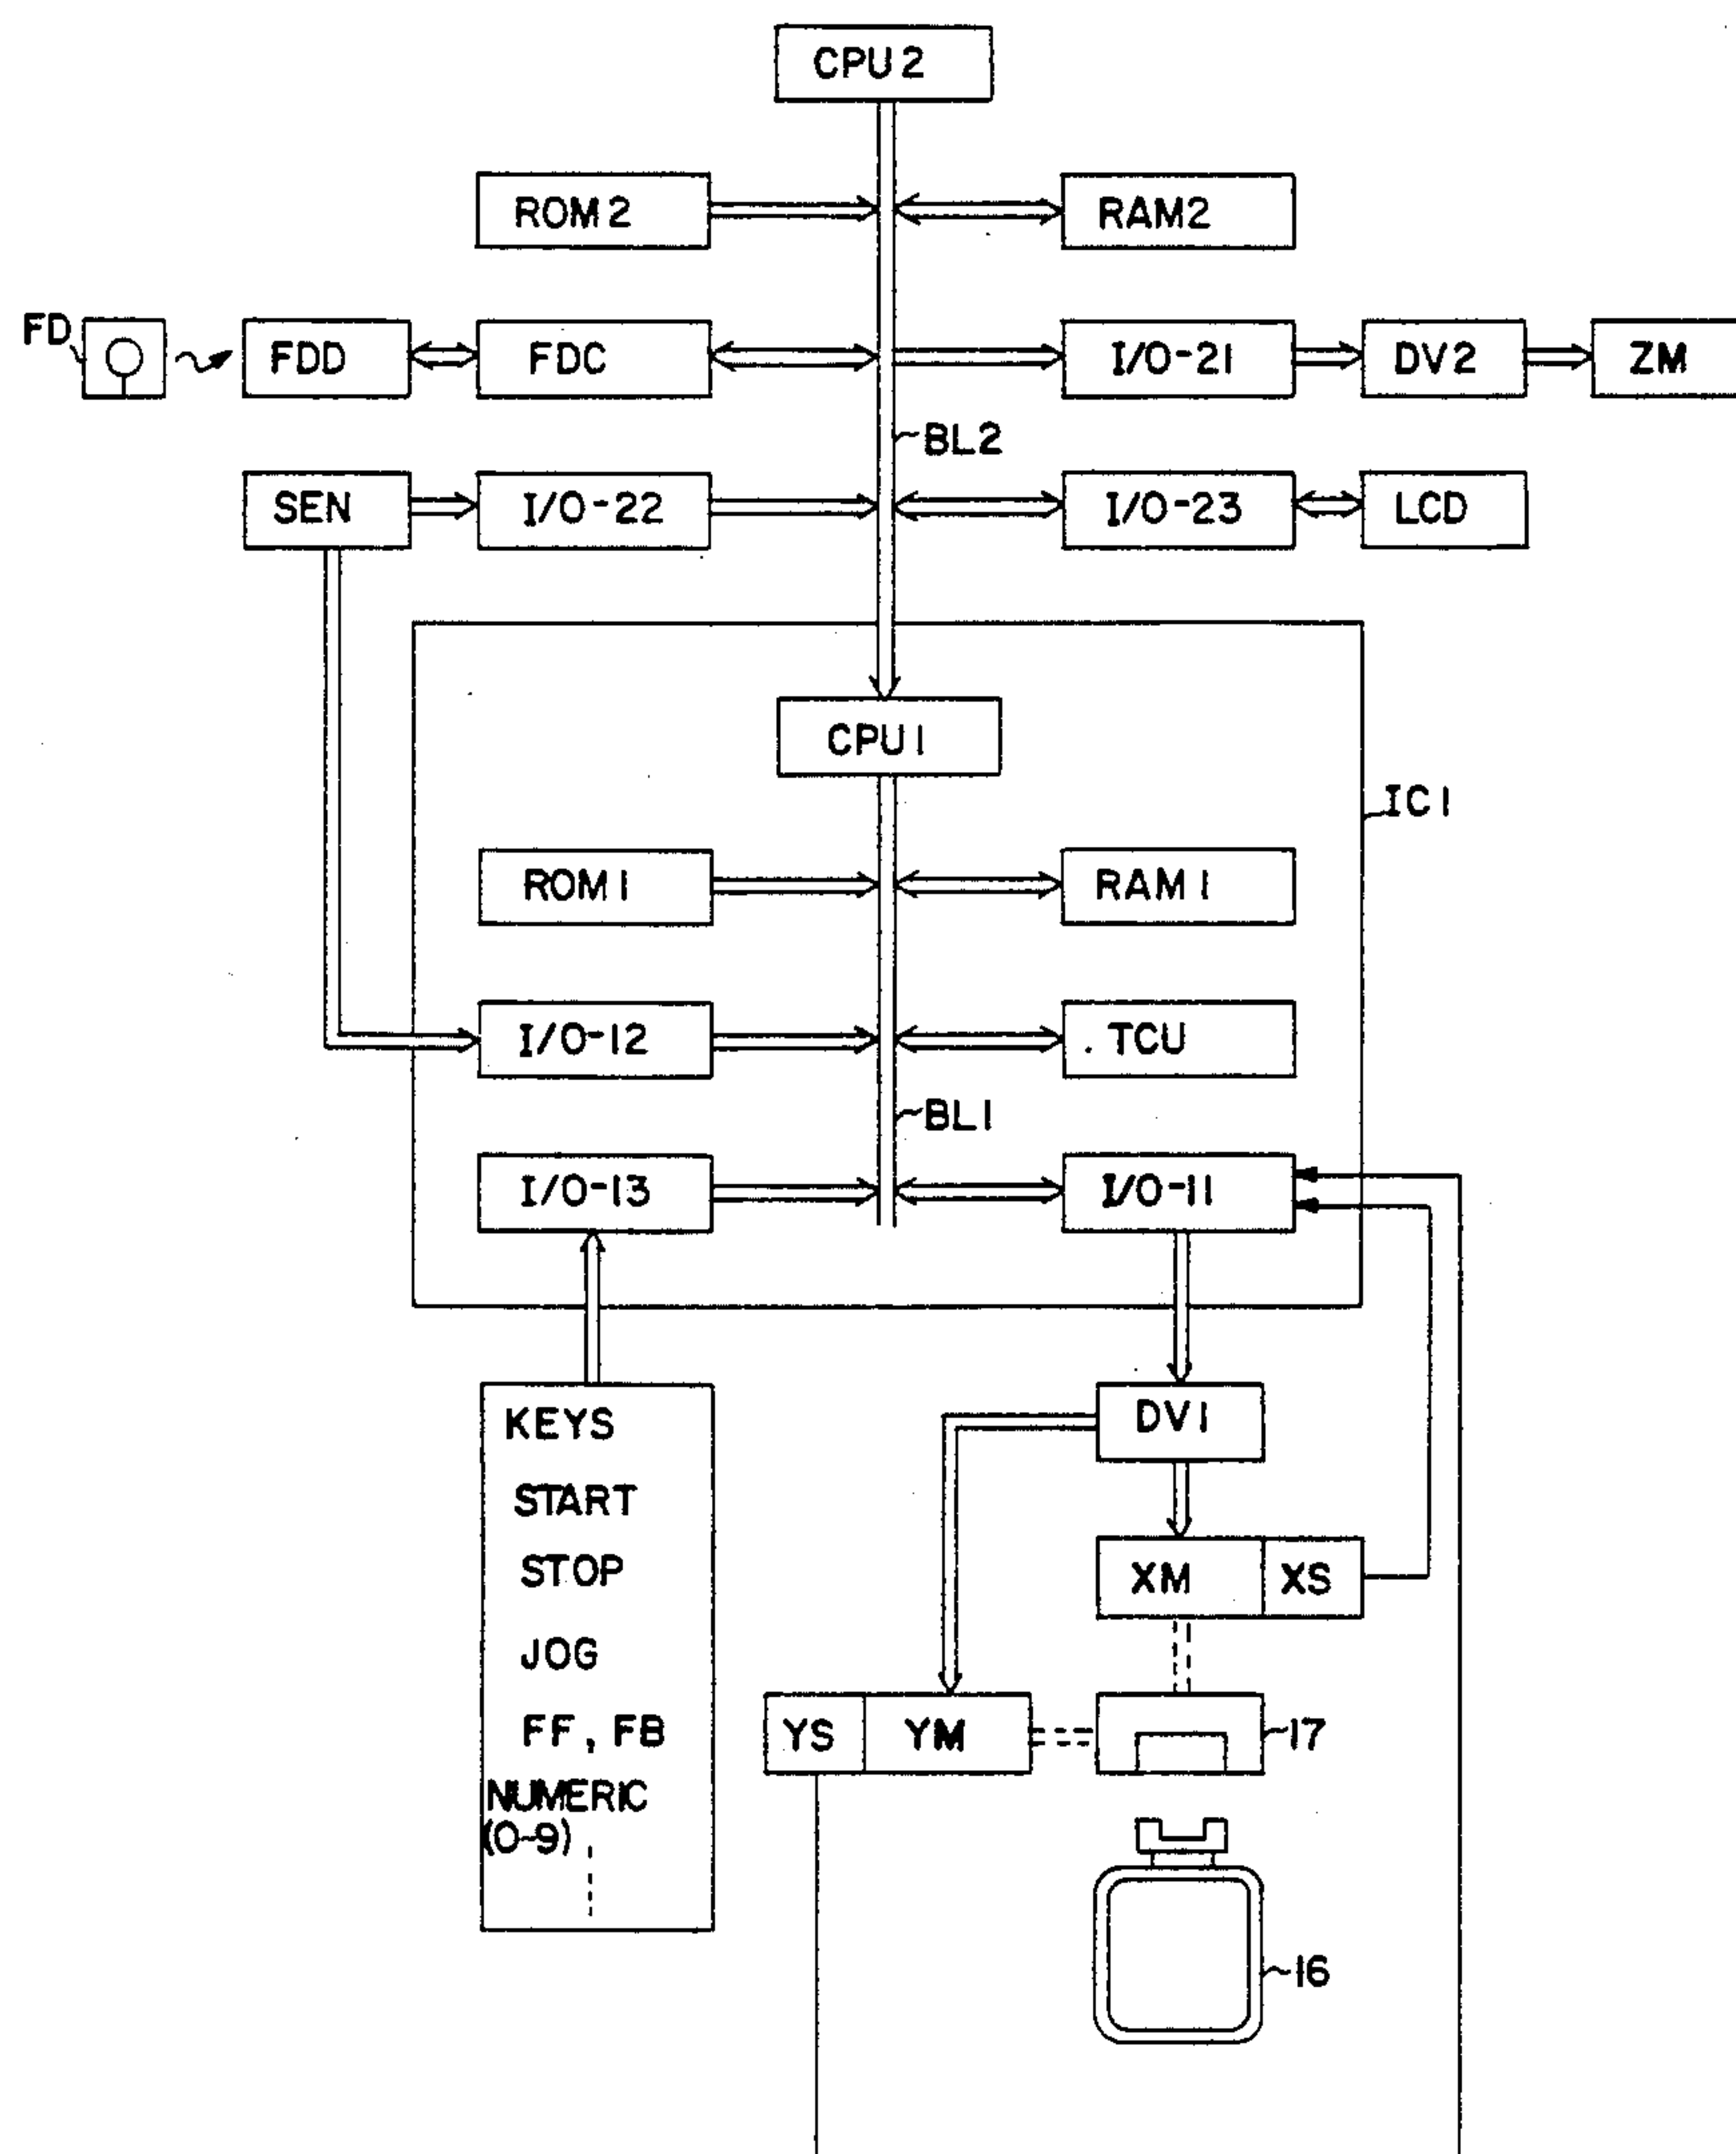 CPU2
ROM2
RAM2
FD
FDD
FDC
I/O-21
DV2
ZM
BL2
SEN
I/O-22
I/O-23
LCD
CPU1
IC1
ROM1
RAM1
I/O-12
TCU
BL1
I/O-13
I/O-11
KEYS
START
STOP
JOG
FF, FB
NUMERIC
(0-9)
DV1
XM
XS
YS
YM
17
16